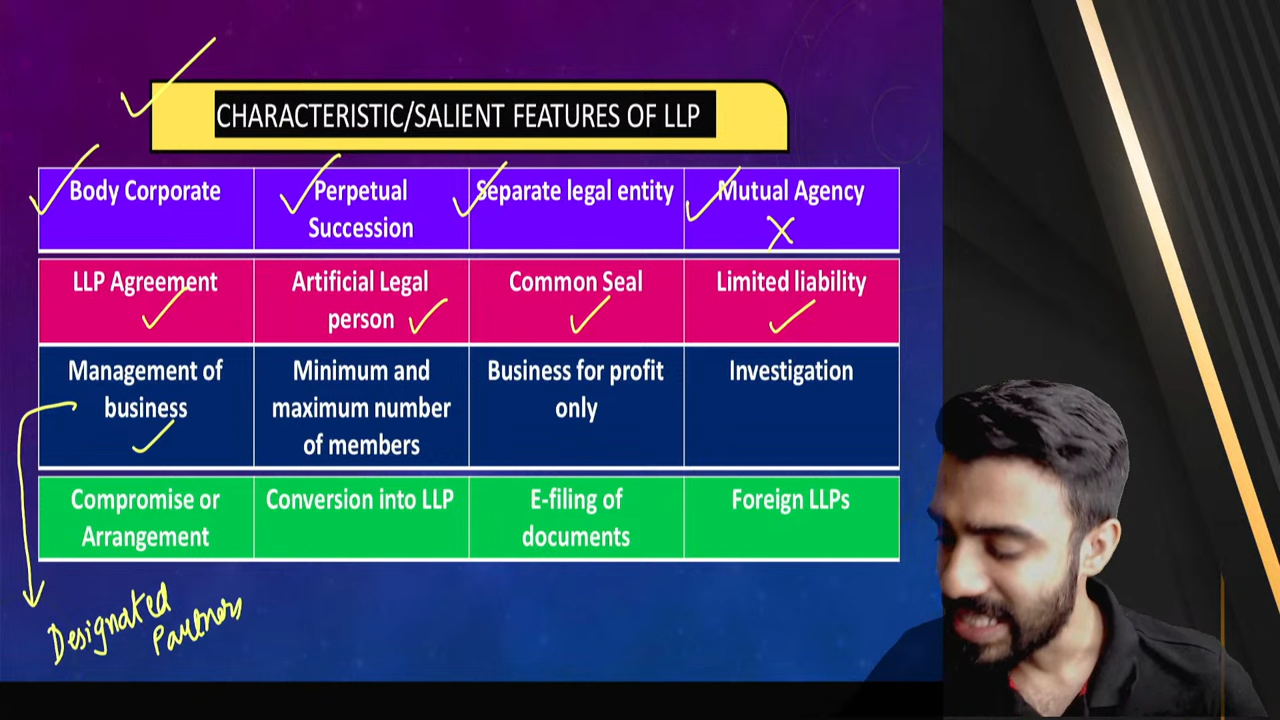 CHARACTERISTIC/SALIENT FEATURES OF LLP
Body Corporate
Perpetual
Succession
Separate legal entity
Mutual Agency
LLP Agreement
Artificial Legal
person
Common Seal
Limited liability
Management of
business
Minimum and
maximum number
of members
Business for profit
only
Investigation
Compromise or
Arrangement
Conversion into LLP
E-filing of
documents
Foreign LLPs
Designated
Partners